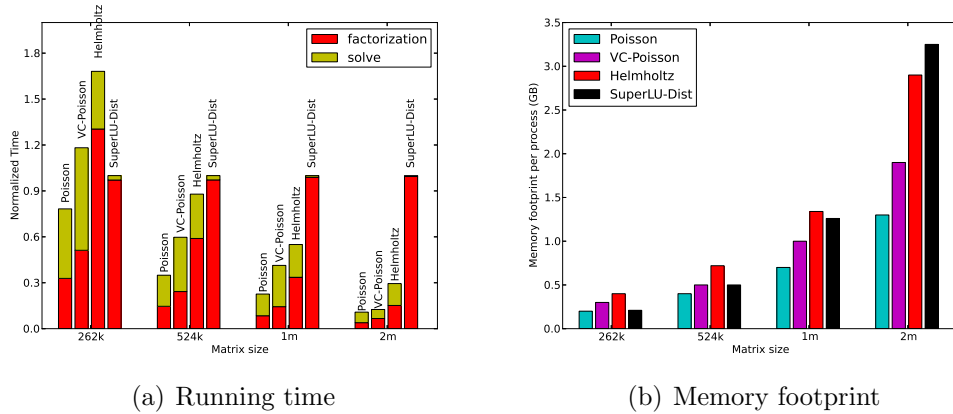 1.8
1.5
1.2
0.9
0.6
0.3
0.0
Normalized Time
factorization
solve
Poisson
VC-Poisson
Helmholtz
SuperLU-Dist
Poisson
VC-Poisson
Helmholtz
SuperLU-Dist
Poisson
VC-Poisson
Helmholtz
SuperLU-Dist
Poisson
VC-Poisson
Helmholtz
SuperLU-Dist
262k 524k 1m 2m
Matrix size
(a) Running time
3.5
3.0
2.5
2.0
1.5
1.0
0.5
0.0
Memory footprint per process (GB)
Poisson
VC-Poisson
Helmholtz
SuperLU-Dist
262k 524k 1m 2m
Matrix size
(b) Memory footprint